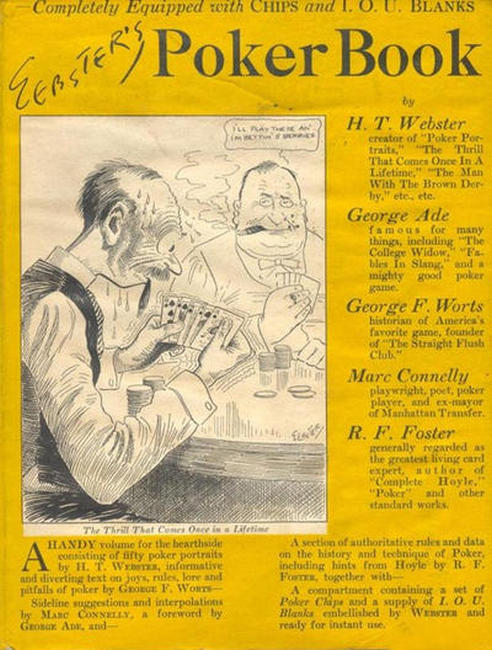 Completely Equipped with CHIPS and I. O. U. BLANKS
WEBSTER'S
Poker Book
by
H. T. Webster
creator of "Poker Por-
traits," "The Thrill
That Comes Once In A
Lifetime," "The Man
With The Brown Der-
by," etc., etc.
George Ade
famous for many
things, including "The
College Widow," "Fa-
bles In Slang," and a
mighty good poker
game.
George F. Worts
historian of America's
favorite game, founder
of "The Straight Flush
Club."
Marc Connelly
playwright, poet, poker
player, and ex-mayor
of Manhattan Transfer.
R. F. Foster
generally regarded as
the greatest living card
expert, author of
"Complete Hoyle,"
"Poker" and other
standard works.
I'LL PLAY THESE AN'
I'M BETTIN' 5 BERRIES
WEBSTER
The Thrill That Comes Once in a Lifetime
A HANDY volume for the hearthside
consisting of fifty poker portraits
by H. T. WEBSTER, informative
and diverting text on joys, rules, lore and
pitfalls of poker by GEORGE F. WORTS—
Sideline suggestions and interpolations
by MARC CONNELLY, a foreword by
GEORGE ADE, and—
A section of authoritative rules and data
on the history and technique of Poker,
including hints from Hoyle by R. F.
FOSTER, together with—
A compartment containing a set of
Poker Chips and a supply of I. O. U.
Blanks embellished by WEBSTER and
ready for instant use.